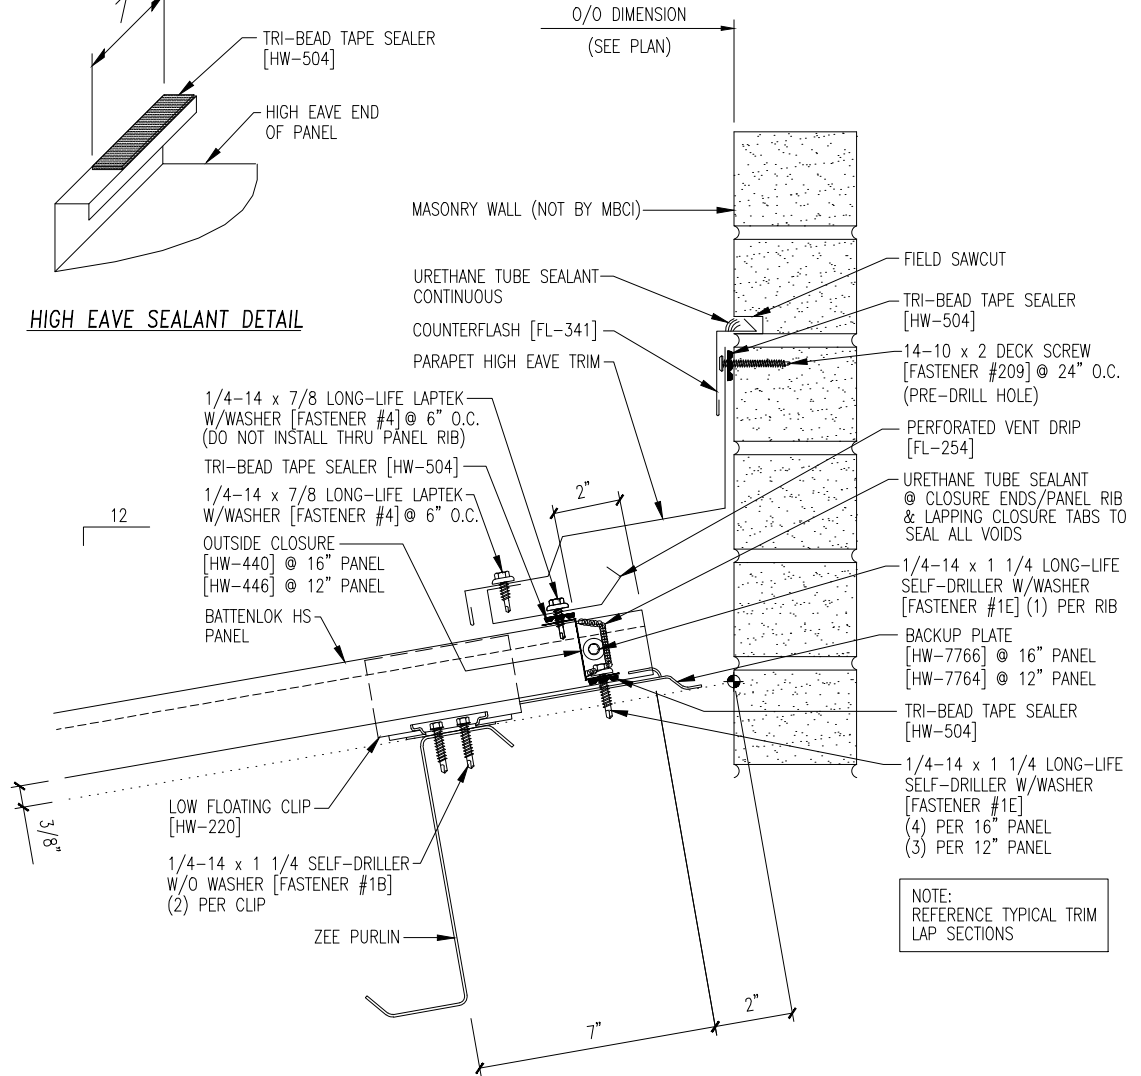 O/O DIMENSION
(SEE PLAN)
TRI-BEAD TAPE SEALER
[HW-504]
HIGH EAVE END
OF PANEL
HIGH EAVE SEALANT DETAIL
MASONRY WALL (NOT BY MBCI)
URETHANE TUBE SEALANT
CONTINUOUS
COUNTERFLASH [FL-341]
PARAPET HIGH EAVE TRIM
1/4-14 x 7/8 LONG-LIFE LAPTEK
W/WASHER [FASTENER #4] @ 6" O.C.
(DO NOT INSTALL THRU PANEL RIB)
TRI-BEAD TAPE SEALER [HW-504]
1/4-14 x 7/8 LONG-LIFE LAPTEK
W/WASHER [FASTENER #4] @ 6" O.C.
OUTSIDE CLOSURE
[HW-440] @ 16" PANEL
[HW-446] @ 12" PANEL
BATTENLOK HS
PANEL
12
2"
FIELD SAWCUT
TRI-BEAD TAPE SEALER
[HW-504]
14-10 x 2 DECK SCREW
[FASTENER #209] @ 24" O.C.
(PRE-DRILL HOLE)
PERFORATED VENT DRIP
[FL-254]
URETHANE TUBE SEALANT
@ CLOSURE ENDS/PANEL RIB
& LAPPING CLOSURE TABS TO
SEAL ALL VOIDS
1/4-14 x 1 1/4 LONG-LIFE
SELF-DRILLER W/WASHER
[FASTENER #1E] (1) PER RIB
BACKUP PLATE
[HW-7766] @ 16" PANEL
[HW-7764] @ 12" PANEL
TRI-BEAD TAPE SEALER
[HW-504]
1/4-14 x 1 1/4 LONG-LIFE
SELF-DRILLER W/WASHER
[FASTENER #1E]
(4) PER 16" PANEL
(3) PER 12" PANEL
3/8"
LOW FLOATING CLIP
[HW-220]
1/4-14 x 1 1/4 SELF-DRILLER
W/O WASHER [FASTENER #1B]
(2) PER CLIP
ZEE PURLIN
7"
2"
NOTE:
REFERENCE TYPICAL TRIM
LAP SECTIONS